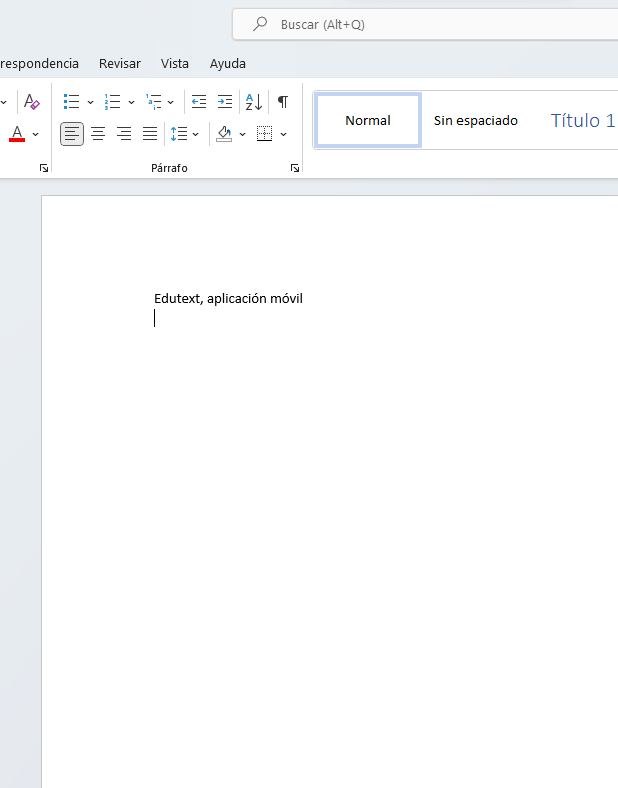 Buscar (Alt+Q)
respondencia Revisar Vista Ayuda
A
A
Z
A
¶
Párrafo
Normal
Sin espaciado
Título 1
Edutext, aplicación móvil